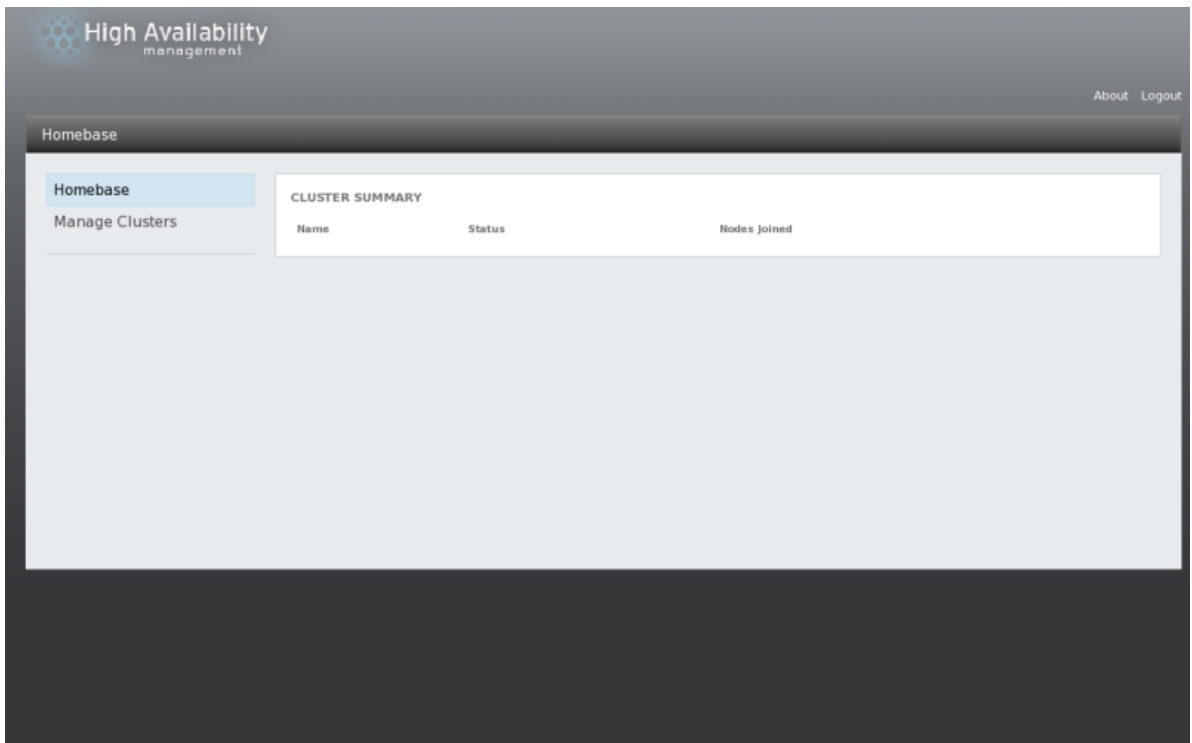 High Availability
management
About Logout
Homebase
Homebase
Manage Clusters
CLUSTER SUMMARY
Name Status Nodes Joined